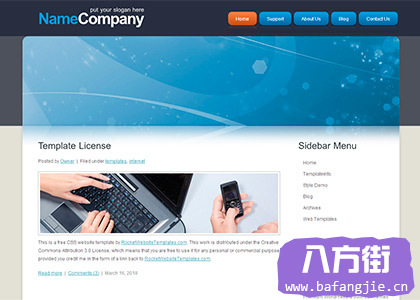 put your slogan here
NameCompany
Home Support About Us Blog Contact Us
Template License
Posted by Owner | Filed under templates, internet
This is a free CSS website template by RocketWebsiteTemplates.com. This work is distributed under the Creative
Commons Attribution 3.0 License, which means that you are free to use it for any personal or commercial purpose
provided you credit me in the form of a link back to RocketWebsiteTemplates.com.
Read more | Comments (3) | March 16, 2018
Sidebar Menu
Home
TemplateInfo
Style Demo
Blog
Archives
Web Templates
八方街
www.bafangjie.cn